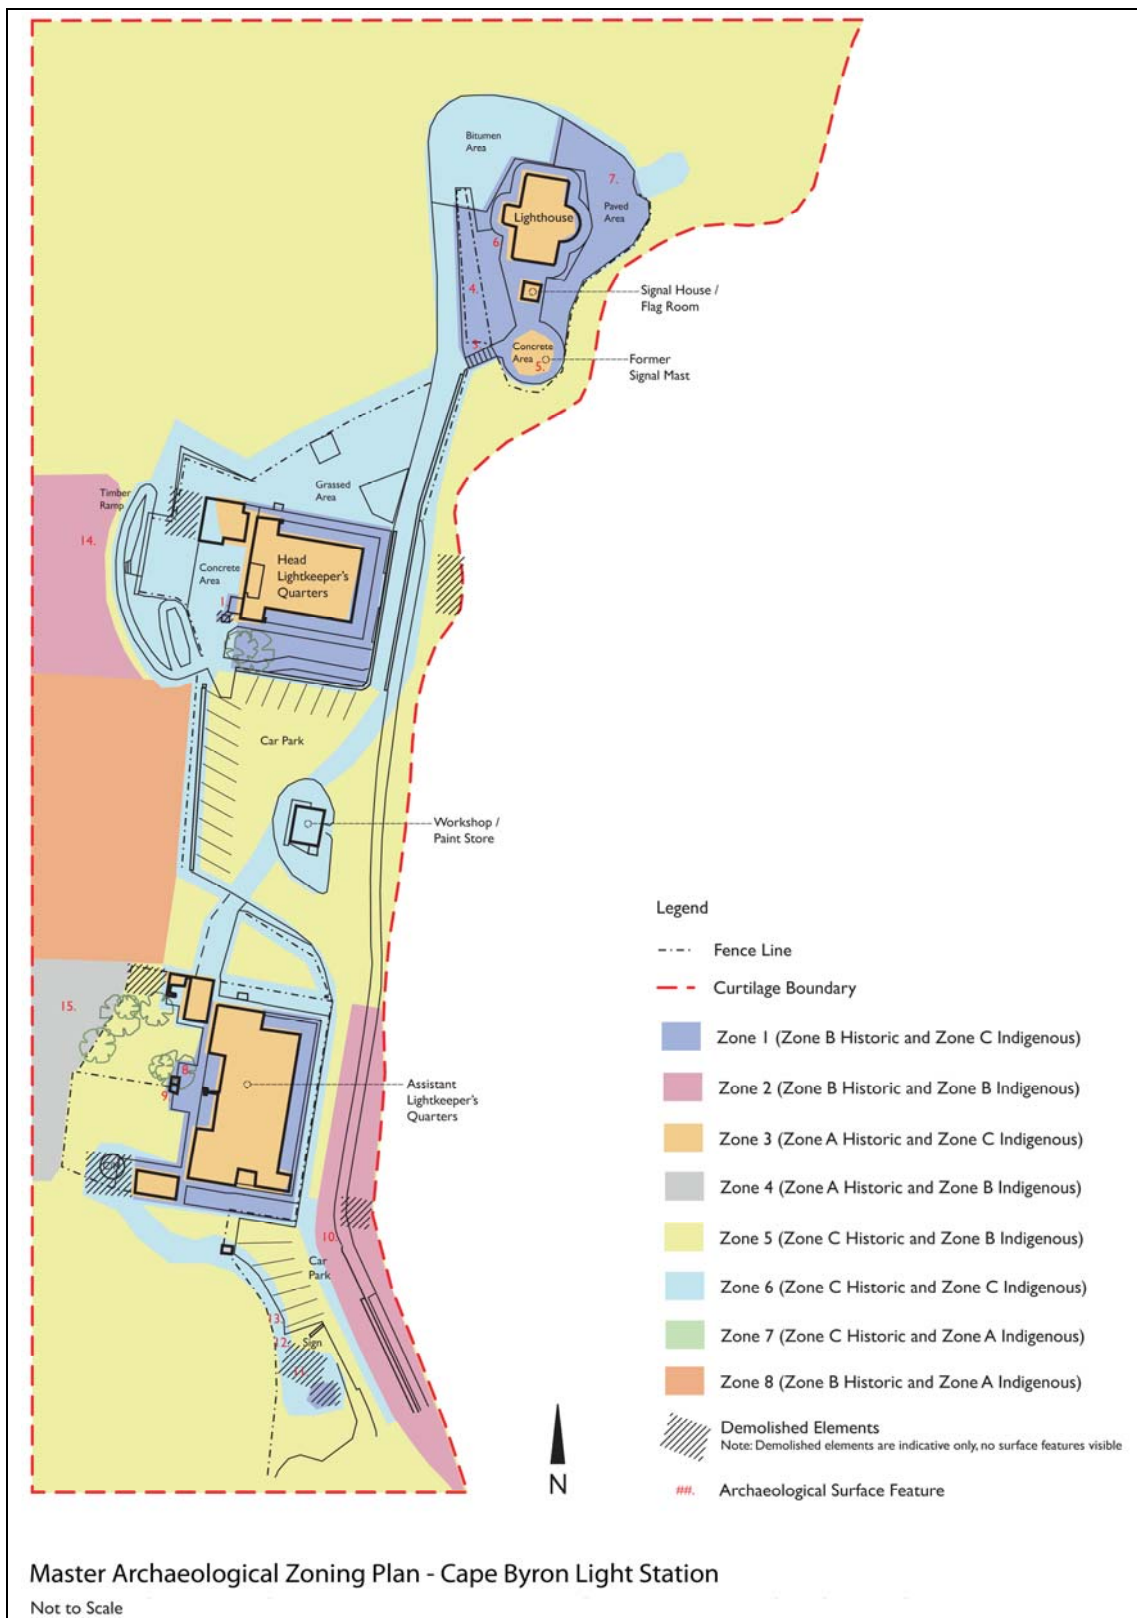 Bitumen
Area
7.
Paved
Area
Lighthouse
6
4.
Signal House /
Flag Room
3.
Concrete
Area
5.
Former
Signal Mast
Timber
Ramp
Grassed
Area
14.
Concrete
Area
Head
Lightkeeper's
Quarters
1.
Car Park
Workshop /
Paint Store
Legend
Fence Line
Curtilage Boundary
Zone 1 (Zone B Historic and Zone C Indigenous)
Zone 2 (Zone B Historic and Zone B Indigenous)
Zone 3 (Zone A Historic and Zone C Indigenous)
Zone 4 (Zone A Historic and Zone B Indigenous)
Zone 5 (Zone C Historic and Zone B Indigenous)
Zone 6 (Zone C Historic and Zone C Indigenous)
Zone 7 (Zone C Historic and Zone A Indigenous)
Zone 8 (Zone B Historic and Zone A Indigenous)
Demolished Elements
Note: Demolished elements are indicative only, no surface features visible
##. Archaeological Surface Feature
15.
8.
9.
Assistant
Lightkeeper's
Quarters
10.
Car
Park
13.
12.
Sign
11.
N
Master Archaeological Zoning Plan - Cape Byron Light Station
Not to Scale